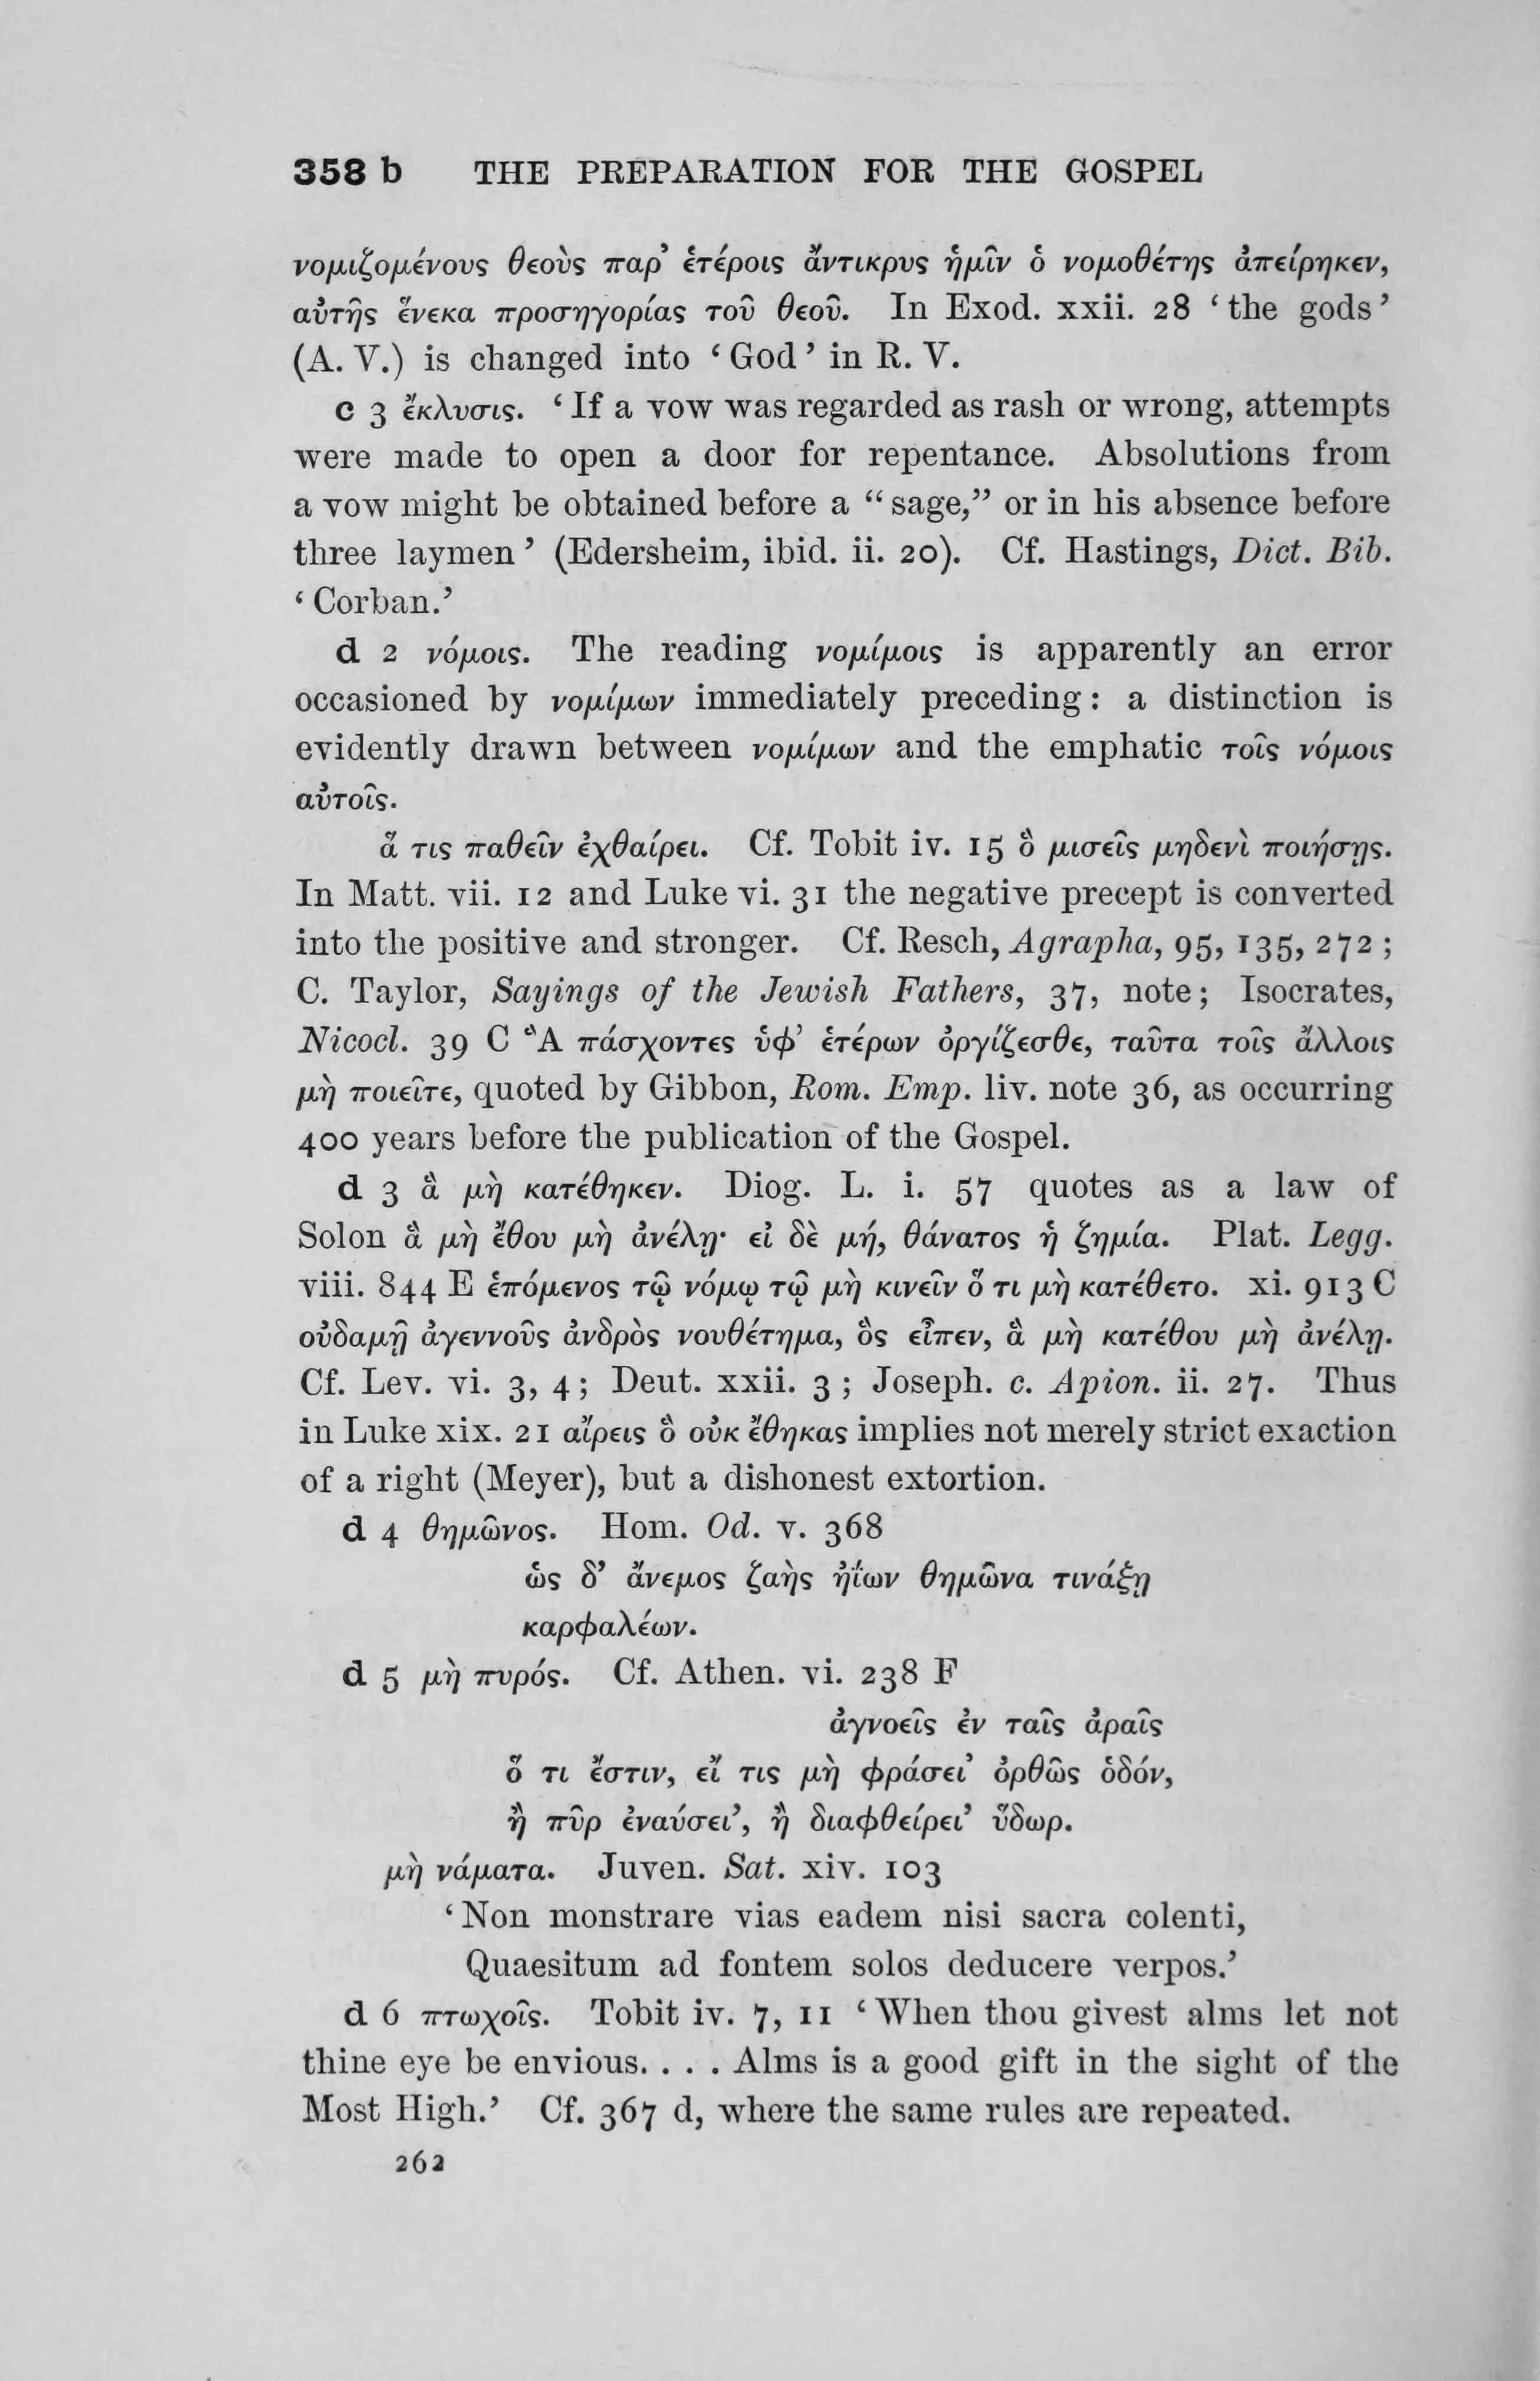 358 b THE PREPARATION FOR THE GOSPEL
νομιζομένους θεοὺς παρ’ ἑτέροις ἄντικρυς ἡμῖν ὁ νομοθέτης ἀπείρηκεν,
αὐτῆς ἕνεκα προσηγορίας τοῦ θεοῦ. In Exod. xxii. 28 ‘the gods’
(A. V.) is changed into ‘God’ in R. V.
c 3 ἔκλυσις. ‘If a vow was regarded as rash or wrong, attempts
were made to open a door for repentance. Absolutions from
a vow might be obtained before a “sage,” or in his absence before
three laymen’ (Edersheim, ibid. ii. 20). Cf. Hastings, Dict. Bib.
‘Corban.’
d 2 νόμοις. The reading νομίμοις is apparently an error
occasioned by νομίμων immediately preceding: a distinction is
evidently drawn between νομίμων and the emphatic τοῖς νόμοις
αὐτοῖς.
ἅ τις παθεῖν ἐχθαίρει. Cf. Tobit iv. 15 ὃ μισεῖς μηδενὶ ποιήσῃς.
In Matt. vii. 12 and Luke vi. 31 the negative precept is converted
into the positive and stronger. Cf. Resch, Agrapha, 95, 135, 272;
C. Taylor, Sayings of the Jewish Fathers, 37, note; Isocrates,
Nicocl. 39 C Ἃ πάσχοντες ὑφ’ ἑτέρων ὀργίζεσθε, ταῦτα τοῖς ἄλλοις
μὴ ποιεῖτε, quoted by Gibbon, Rom. Emp. liv. note 36, as occurring
400 years before the publication of the Gospel.
d 3 ἃ μὴ κατέθηκεν. Diog. L. i. 57 quotes as a law of
Solon ἃ μὴ ἔθου μὴ ἀνέλῃ· εἰ δὲ μή, θάνατος ἡ ζημία. Plat. Legg.
viii. 844 E ἑπόμενος τῷ νόμῳ τῷ μὴ κινεῖν ὅ τι μὴ κατέθετο. xi. 913 C
οὐδαμῇ ἀγεννοῦς ἀνδρὸς νουθέτημα, ὃς εἶπεν, ἃ μὴ κατέθου μὴ ἀνέλῃ.
Cf. Lev. vi. 3, 4; Deut. xxii. 3; Joseph. c. Apion. ii. 27. Thus
in Luke xix. 21 αἴρεις ὃ οὐκ ἔθηκας implies not merely strict exaction
of a right (Meyer), but a dishonest extortion.
d 4 θημῶνος. Hom. Od. v. 368
ὡς δ’ ἄνεμος ζαὴς ἠΐων θημῶνα τινάξῃ
καρφαλέων.
d 5 μὴ πυρός. Cf. Athen. vi. 238 F
ἀγνοεῖς ἐν ταῖς ἀραῖς
ὅ τι ἔστιν, εἴ τις μὴ φράσει’ ὀρθῶς ὁδόν,
ἢ πῦρ ἐναύσει’, ἢ διαφθείρει’ ὕδωρ.
μὴ νάματα. Juven. Sat. xiv. 103
‘Non monstrare vias eadem nisi sacra colenti,
Quaesitum ad fontem solos deducere verpos.’
d 6 πτωχοῖς. Tobit iv. 7, 11 ‘When thou givest alms let not
thine eye be envious. . . . Alms is a good gift in the sight of the
Most High.’ Cf. 367 d, where the same rules are repeated.
262